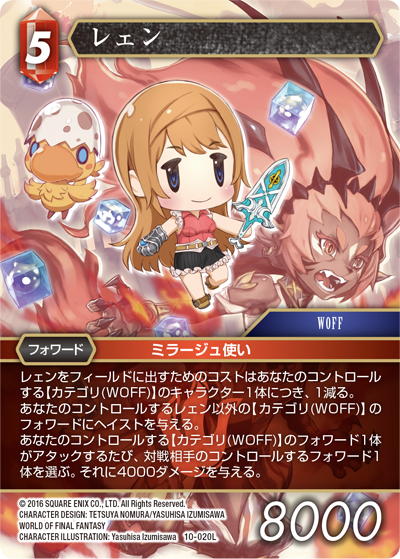 5
レェン
WOFF
フォワード
ミラージュ使い
レェンをフィールドに出すためのコストはあなたのコントロール
する【カテゴリ(WOFF)】のキャラクター1体につき、1減る。
あなたのコントロールするレェン以外の【カテゴリ(WOFF)】の
フォワードにヘイストを与える。
あなたのコントロールする【カテゴリ(WOFF)】のフォワード1体
がアタックするたび、対戦相手のコントロールするフォワード1
体を選ぶ。それに4000ダメージを与える。
© 2016 SQUARE ENIX CO., LTD. All Rights Reserved.
CHARACTER DESIGN: TETSUYA NOMURA/YASUHISA IZUMISAWA
WORLD OF FINAL FANTASY
CHARACTER ILLUSTRATION: Yasuhisa Izumisawa 10-020L
8000